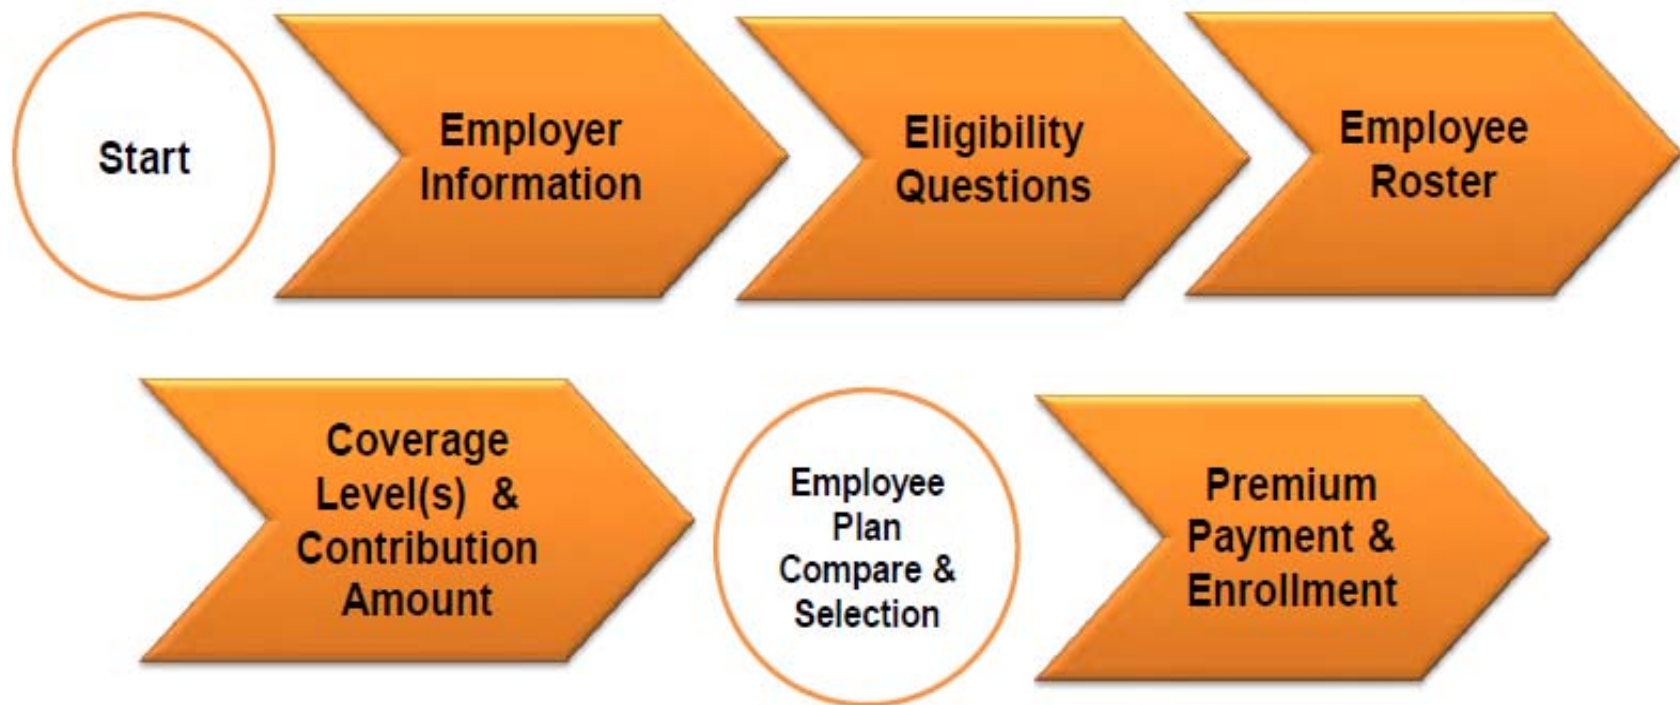 Start
Employer
Information
Eligibility
Questions
Employee
Roster
Coverage
Level(s) &
Contribution
Amount
Employee
Plan
Compare &
Selection
Premium
Payment &
Enrollment